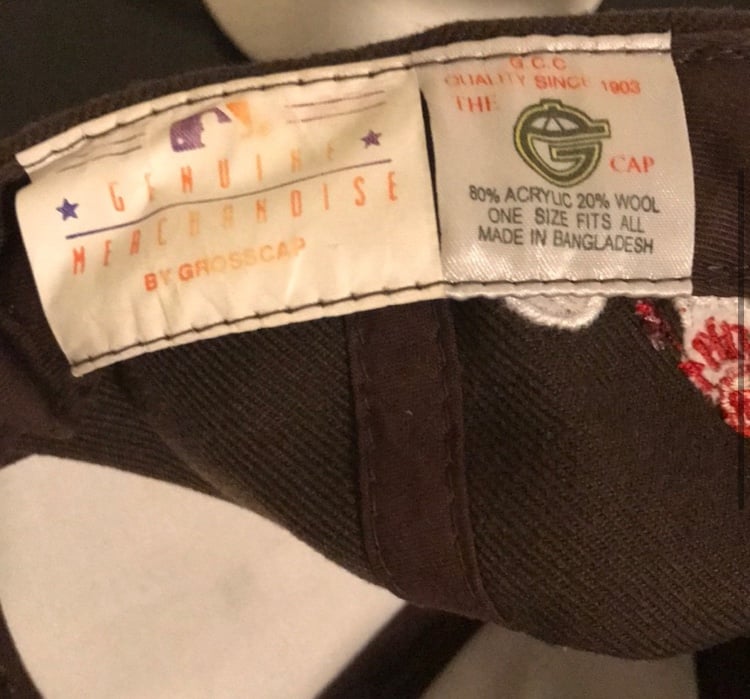 GENUINE
MERCHANDISE
BY GROSSCAP
G.C.C
QUALITY SINCE 1903
THE
G
CAP
80% ACRYLIC 20% WOOL
ONE SIZE FITS ALL
MADE IN BANGLADESH